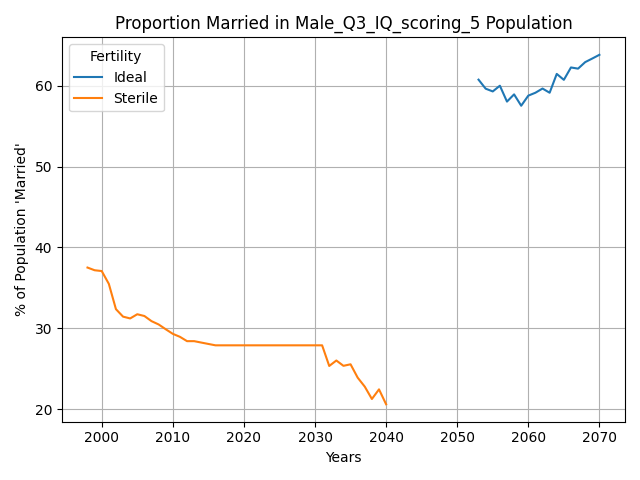 Proportion Married in Male_Q3_IQ_scoring_5 Population
Fertility
Ideal
Sterile
% of Population 'Married'
60
50
40
30
20
2000 2010 2020 2030 2040 2050 2060 2070
Years